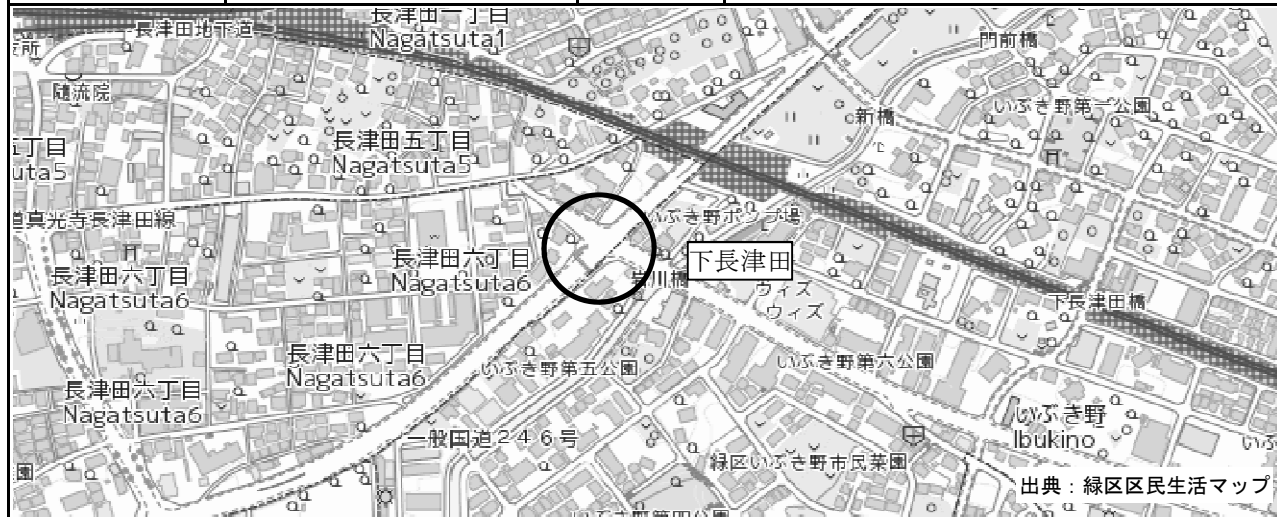 長津田地下道
長津田一丁目
Nagatsuta1
門前橋
随流院
いぶき野第一公園
新橋
長津田五丁目
Nagatsuta5
五丁目
uta5
道真光寺長津田線
いぶき野ポンプ場
下長津田
岩川橋
長津田六丁目
Nagatsuta6
長津田六丁目
Nagatsuta6
ウィズ
ウィズ
下長津田橋
長津田六丁目
Nagatsuta6
いぶき野第五公園
いぶき野第六公園
長津田六丁目
Nagatsuta6
一般国道246号
いぶき野
Ibukino
緑区いぶき野市民菜園
出典:緑区区民生活マップ